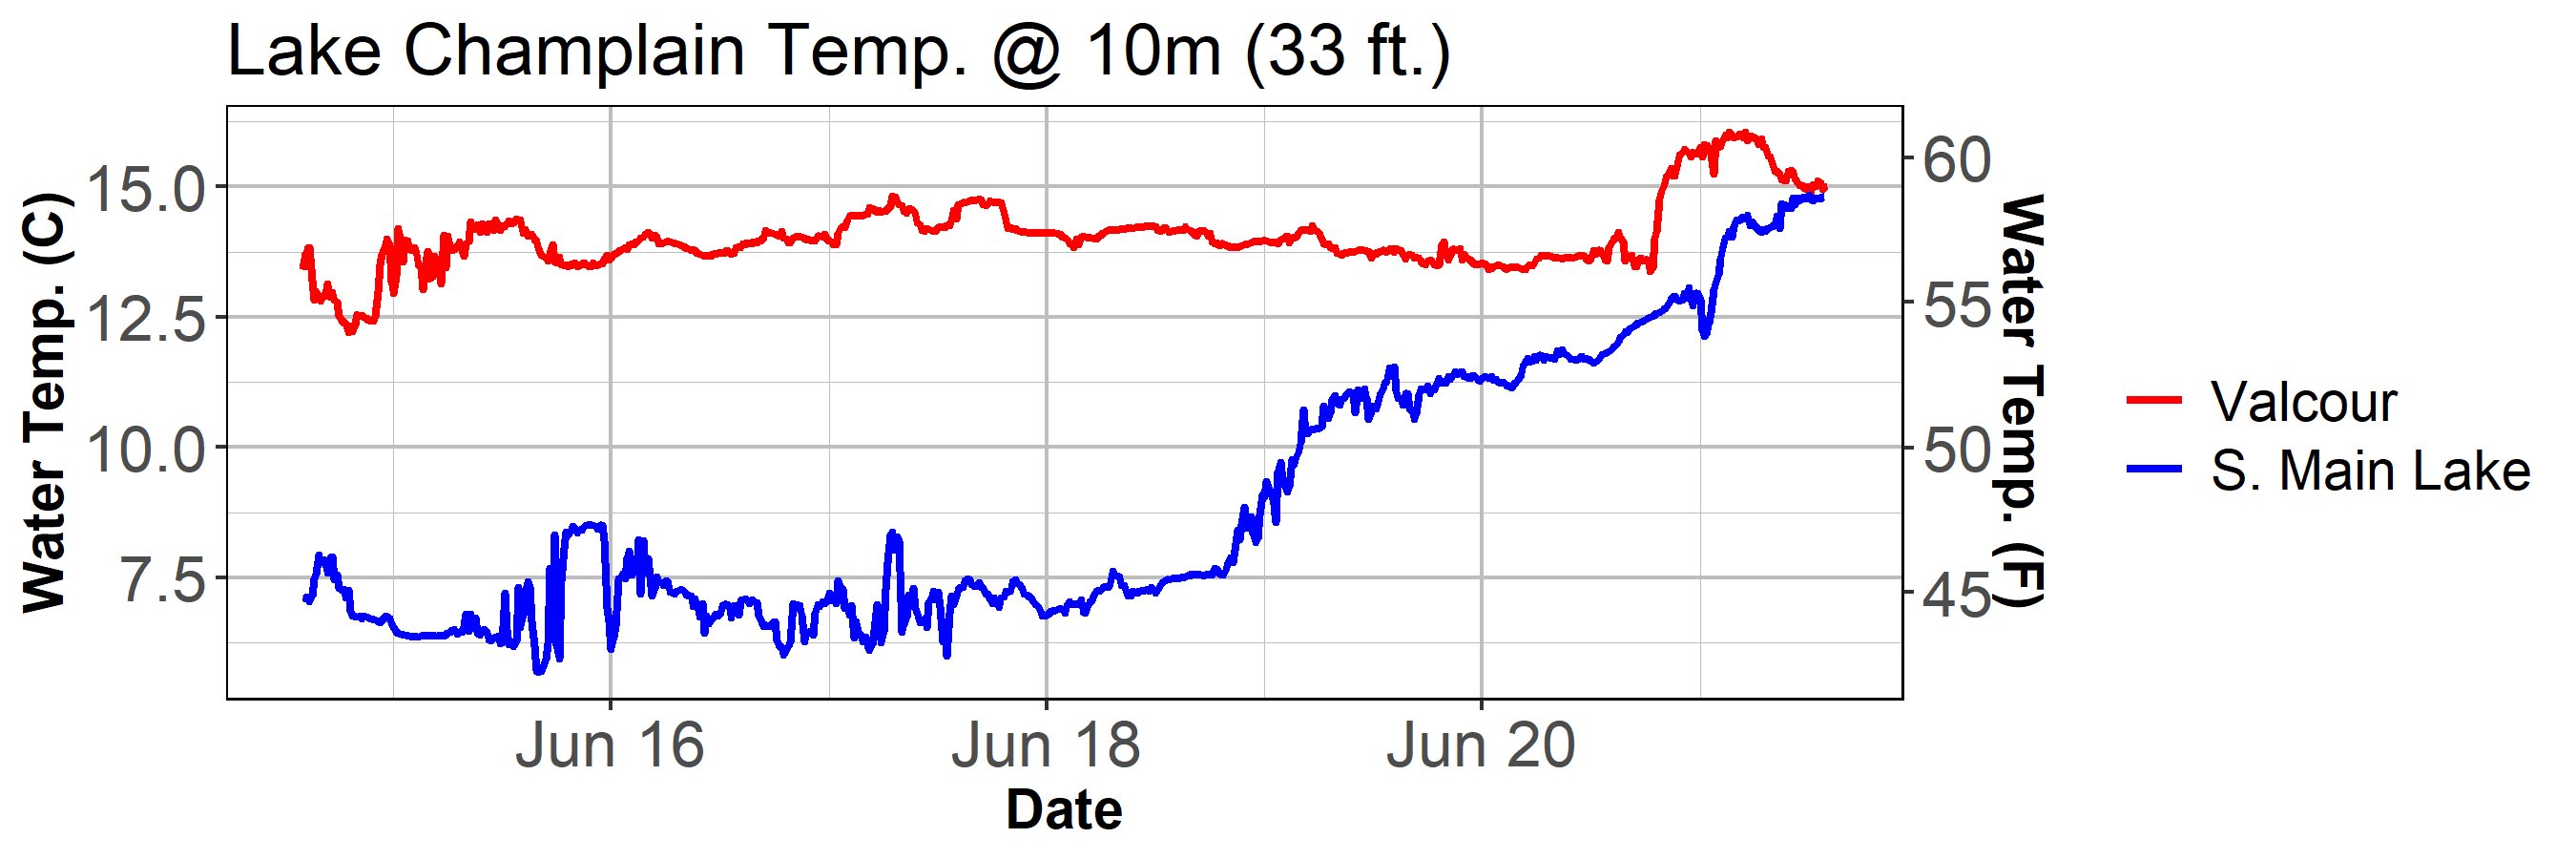 Lake Champlain Temp. @ 10m (33 ft.)
Water Temp. (C)
15.0
12.5
10.0
7.5
60
55
50
45
Water Temp. (F)
Valcour
S. Main Lake
Jun 16
Jun 18
Jun 20
Date